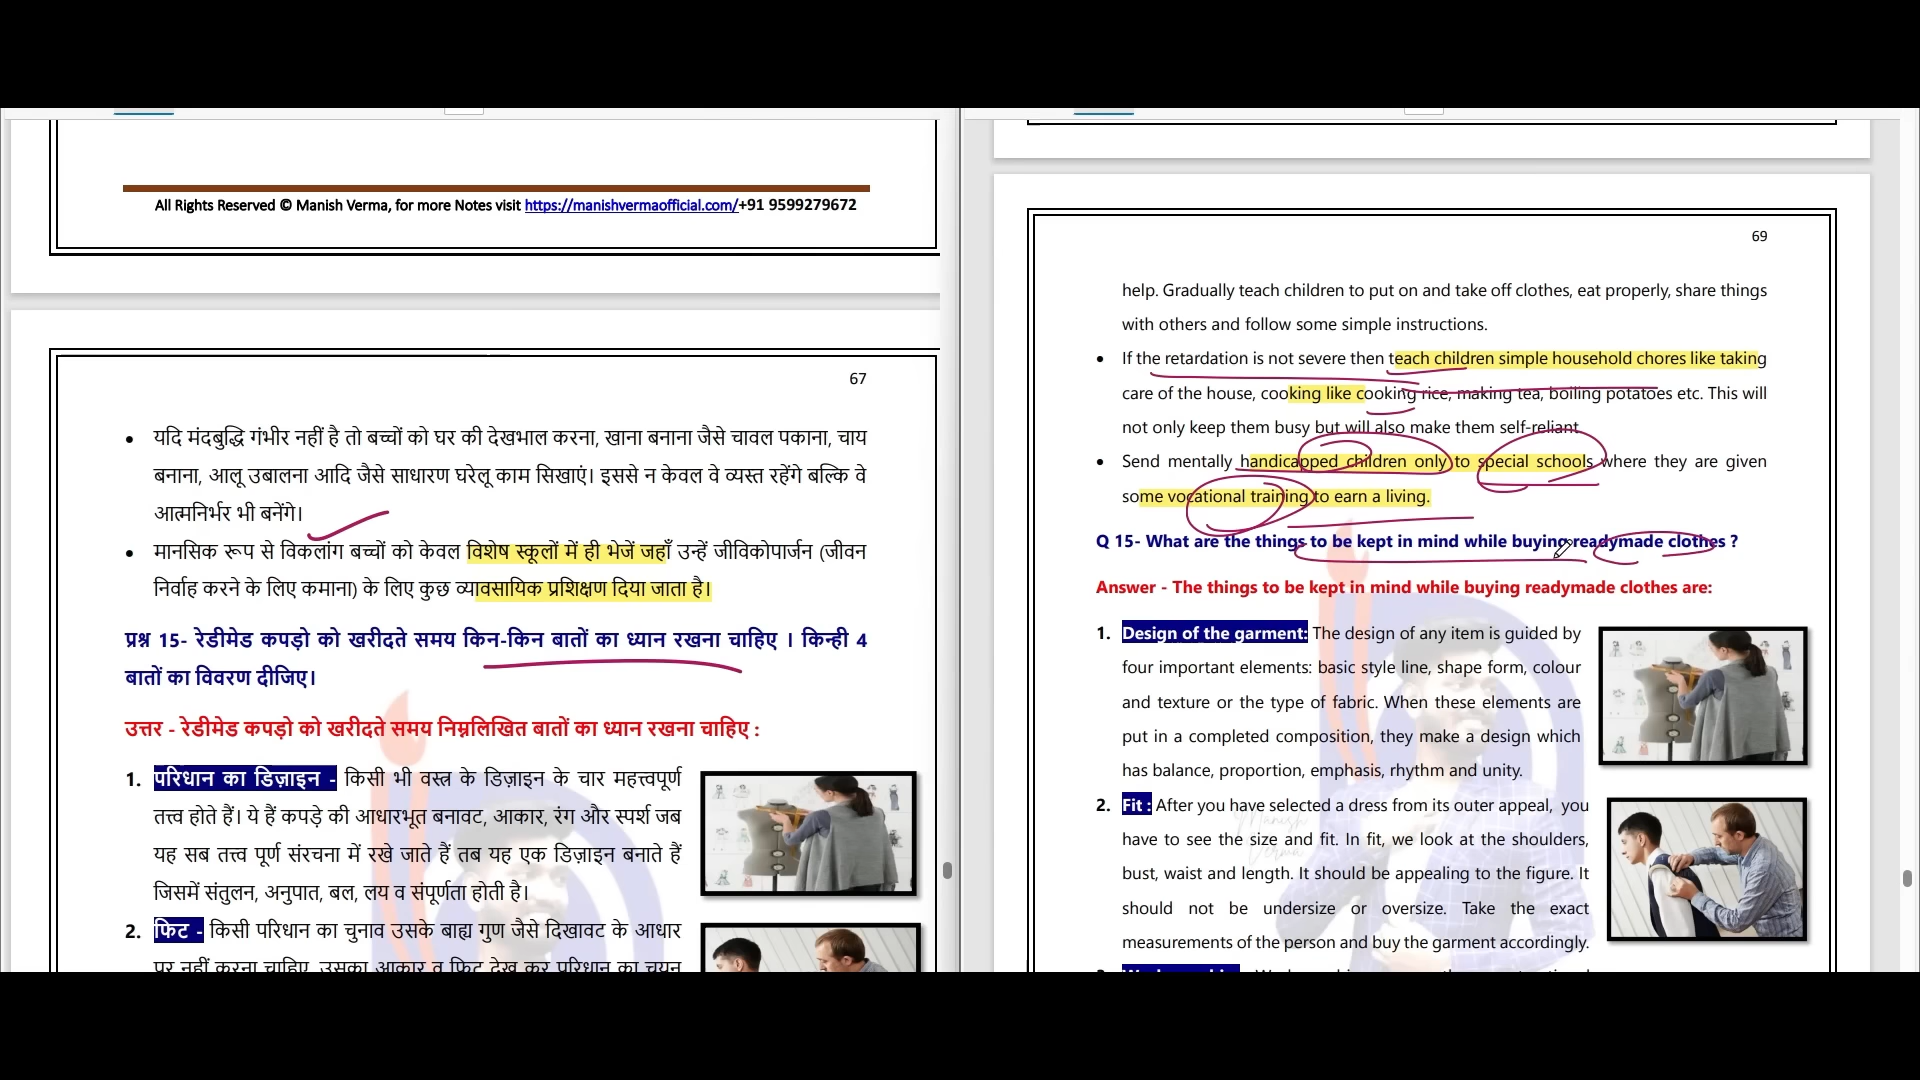 All Rights Reserved © Manish Verma, for more Notes visit https://manishvermaofficial.com/+91 9599279672
67
• यदि मंदबुद्धि गंभीर नहीं है तो बच्चों को घर की देखभाल करना, खाना बनाना जैसे चावल पकाना, चाय
बनाना, आलू उबालना आदि जैसे साधारण घरेलू काम सिखाएं। इससे न केवल वे व्यस्त रहेंगे बल्कि वे
आत्मनिर्भर भी बनेंगे।
• मानसिक रूप से विकलांग बच्चों को केवल विशेष स्कूलों में ही भेजें जहाँ उन्हें जीविकोपार्जन (जीवन
निर्वाह करने के लिए कमाना) के लिए कुछ व्यावसायिक प्रशिक्षण दिया जाता है।
प्रश्न 15- रेडीमेड कपड़ो को खरीदते समय किन-किन बातों का ध्यान रखना चाहिए । किन्ही 4
बातों का विवरण दीजिए।
उत्तर - रेडीमेड कपड़ो को खरीदते समय निम्नलिखित बातों का ध्यान रखना चाहिए :
1. परिधान का डिज़ाइन - किसी भी वस्त्र के डिज़ाइन के चार महत्त्वपूर्ण
तत्त्व होते हैं। ये हैं कपड़े की आधारभूत बनावट, आकार, रंग और स्पर्श जब
यह सब तत्त्व पूर्ण संरचना में रखे जाते हैं तब यह एक डिज़ाइन बनाते हैं
जिसमें संतुलन, अनुपात, बल, लय व संपूर्णता होती है।
2. फिट - किसी परिधान का चुनाव उसके बाह्य गुण जैसे दिखावट के आधार
पर नहीं करना चाहिए, उसका आकार व फिट देख कर परिधान का चयन
69
help. Gradually teach children to put on and take off clothes, eat properly, share things
with others and follow some simple instructions.
• If the retardation is not severe then teach children simple household chores like taking
care of the house, cooking like cooking rice, making tea, boiling potatoes etc. This will
not only keep them busy but will also make them self-reliant.
• Send mentally handicapped children only to special schools where they are given
some vocational training to earn a living.
Q 15- What are the things to be kept in mind while buying readymade clothes ?
Answer - The things to be kept in mind while buying readymade clothes are:
1. Design of the garment: The design of any item is guided by
four important elements: basic style line, shape form, colour
and texture or the type of fabric. When these elements are
put in a completed composition, they make a design which
has balance, proportion, emphasis, rhythm and unity.
2. Fit : After you have selected a dress from its outer appeal, you
have to see the size and fit. In fit, we look at the shoulders,
bust, waist and length. It should be appealing to the figure. It
should not be undersize or oversize. Take the exact
measurements of the person and buy the garment accordingly.
Manish
Verma